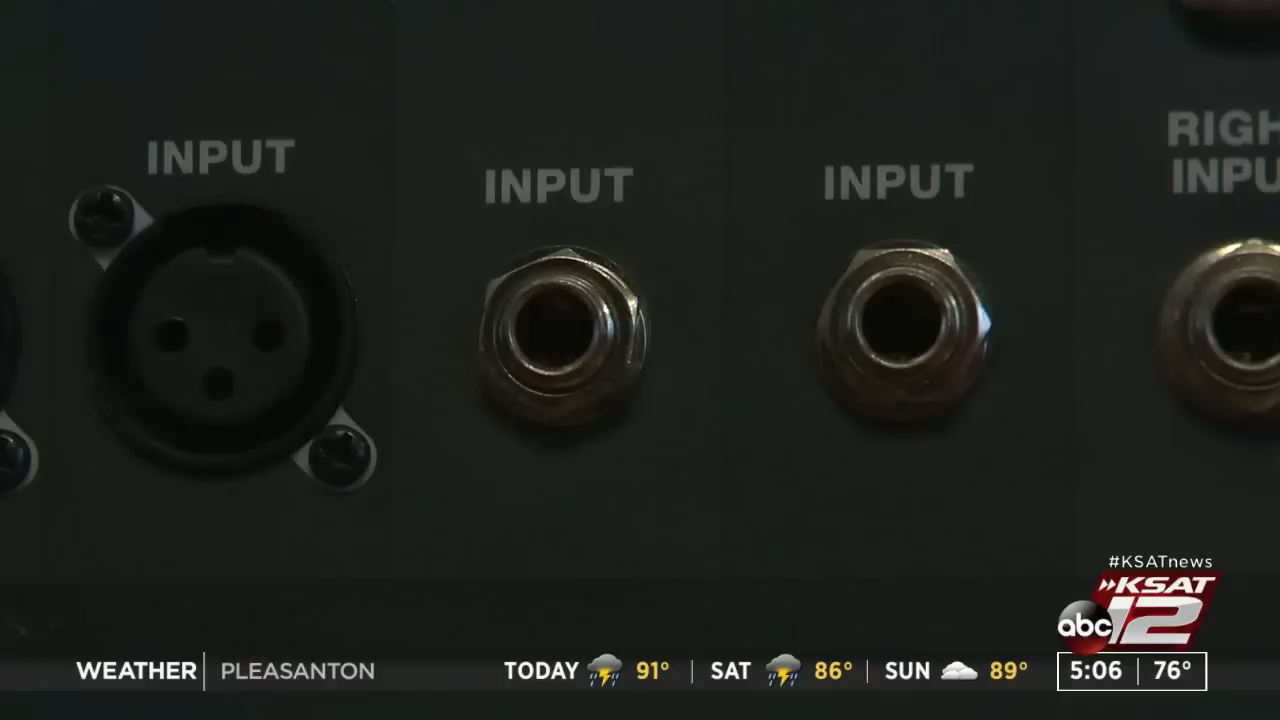 INPUT
INPUT
INPUT
RIGH
INPU
#KSATnews
KSAT
abc 12
WEATHER PLEASANTON TODAY 91° SAT 86° SUN 89° 5:06 76°